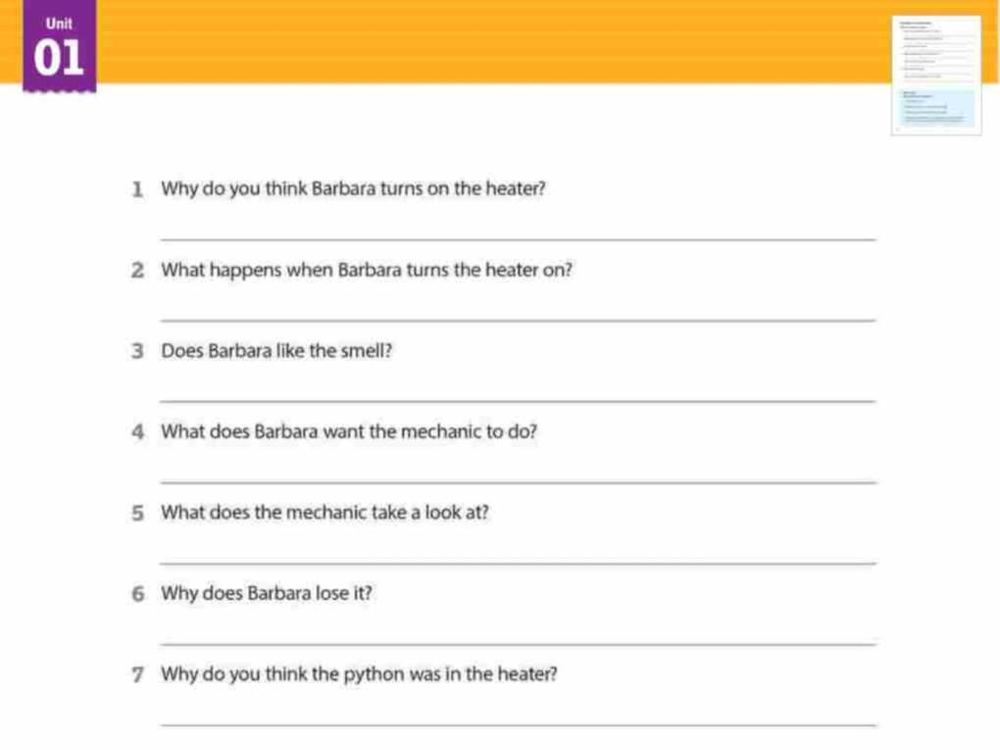 Unit
01
1 Why do you think Barbara turns on the heater?
2 What happens when Barbara turns the heater on?
3 Does Barbara like the smell?
4 What does Barbara want the mechanic to do?
5 What does the mechanic take a look at?
6 Why does Barbara lose it?
7 Why do you think the python was in the heater?